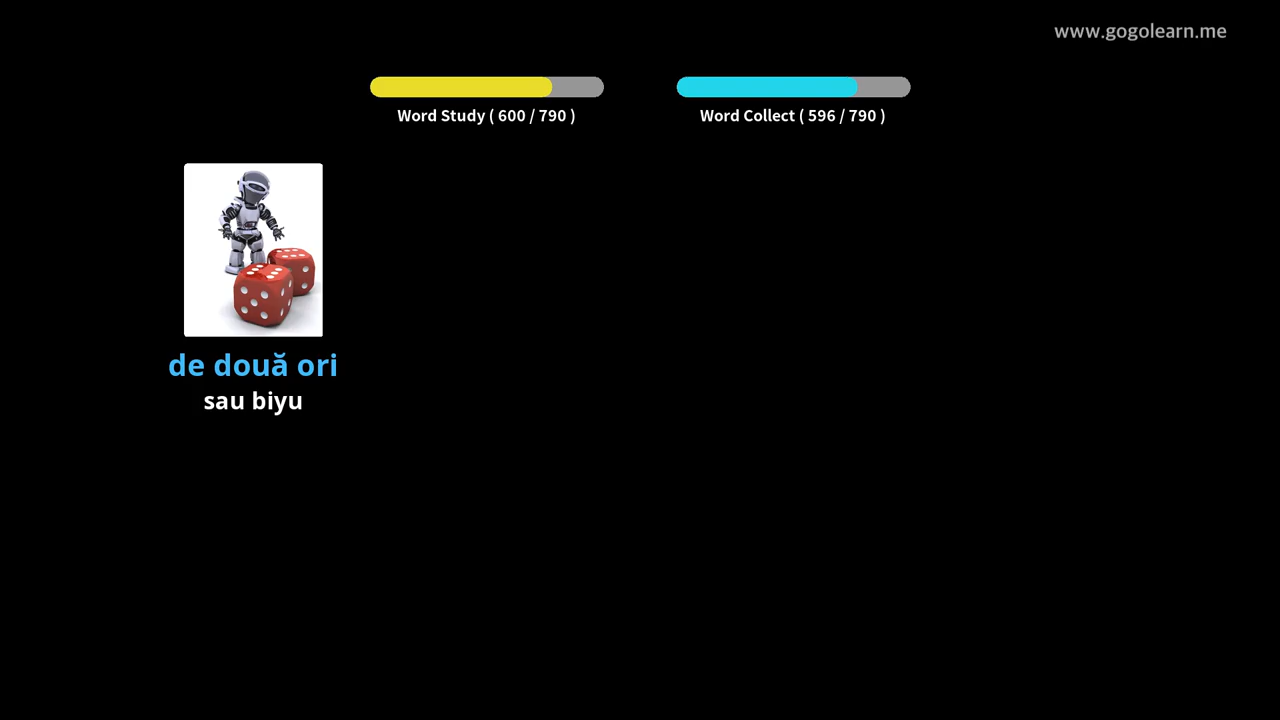 www.gogolearn.me
Word Study ( 600 / 790 )
Word Collect ( 596 / 790 )
de două ori
sau biyu